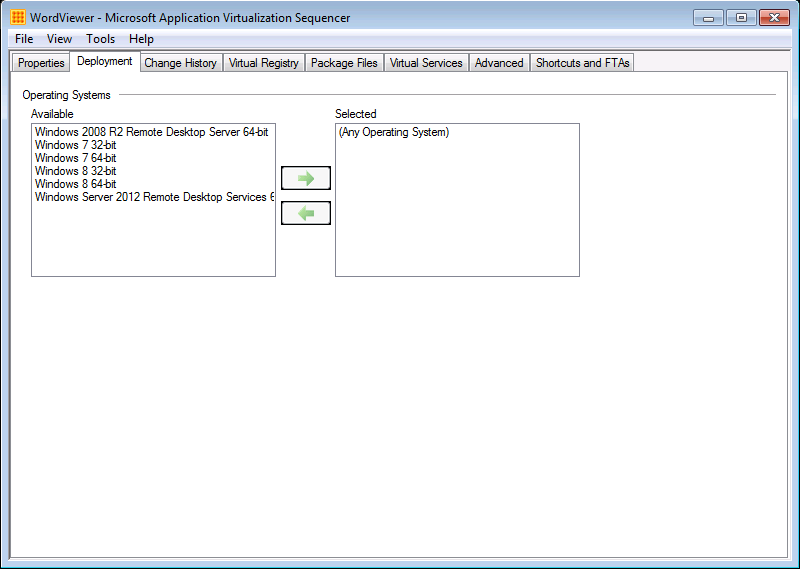 WordViewer - Microsoft Application Virtualization Sequencer
File View Tools Help
Properties Deployment Change History Virtual Registry Package Files Virtual Services Advanced Shortcuts and FTAs
Operating Systems
Available Selected
Windows 2008 R2 Remote Desktop Server 64-bit (Any Operating System)
Windows 7 32-bit
Windows 7 64-bit
Windows 8 32-bit
Windows 8 64-bit
Windows Server 2012 Remote Desktop Services